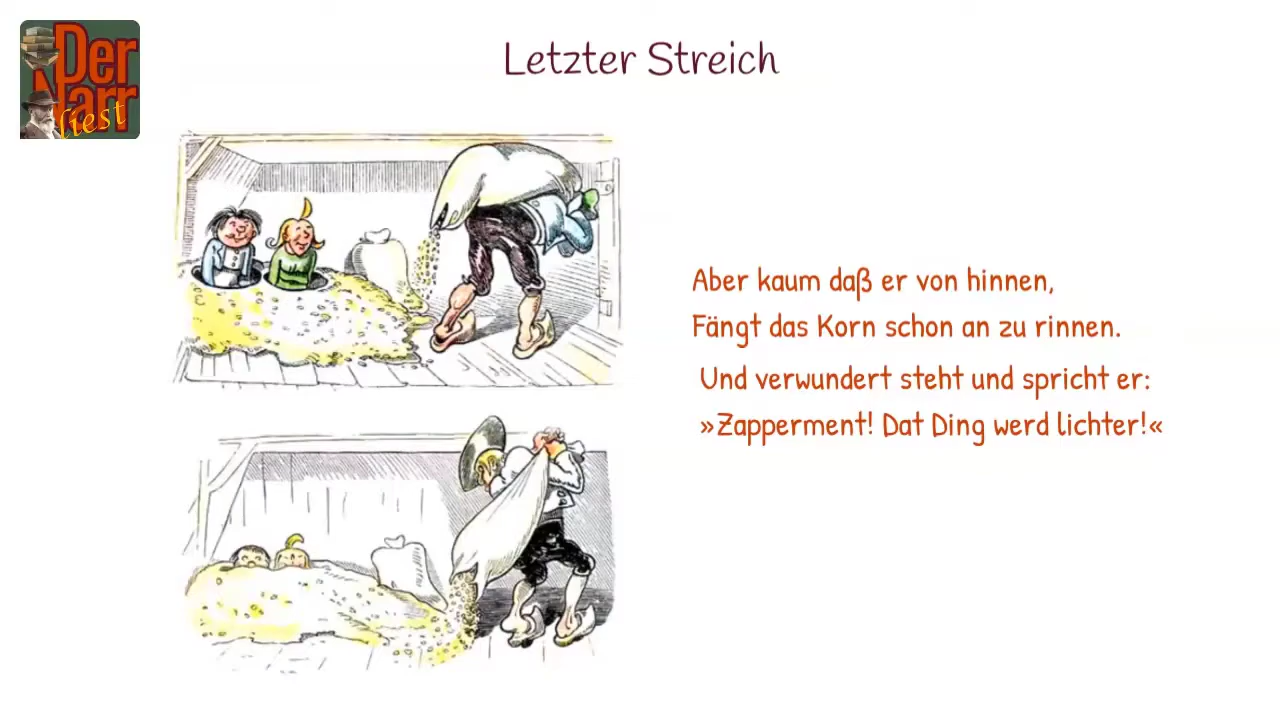 Der
Narr
liest
Letzter Streich
Aber kaum daß er von hinnen,
Fängt das Korn schon an zu rinnen.
Und verwundert steht und spricht er:
»Zapperment! Dat Ding werd lichter!«